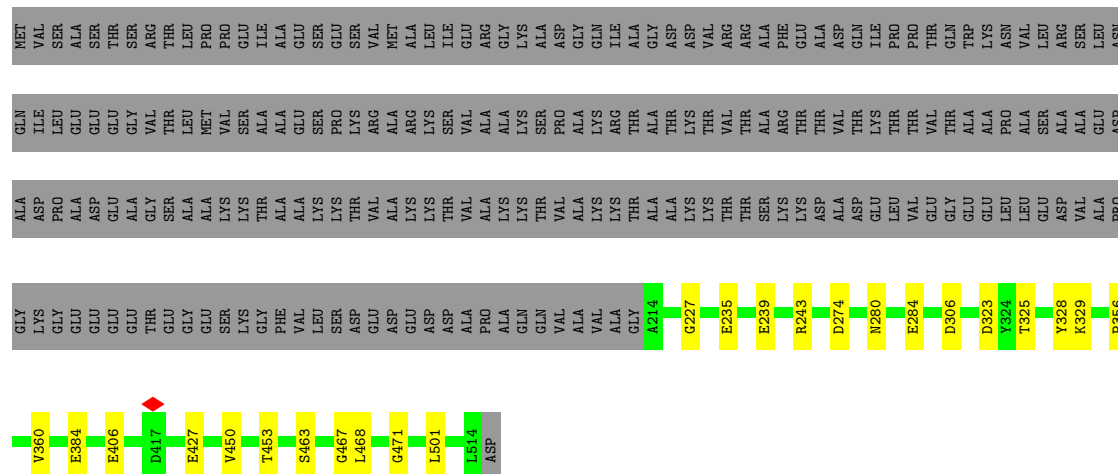 MET VAL SER ALA SER THR SER ARG THR LEU PRO PRO GLU ILE ALA GLU SER GLU SER VAL MET ALA LEU ILE GLU ARG GLY LYS ALA ASP GLY GLN ILE ALA GLY ASP ASP VAL ARG ARG ALA PHE GLU ALA ASP GLN ILE PRO PRO THR GLN TRP LYS ASN VAL LEU ARG SER LEU ASN
GLN ILE LEU GLU GLU GLU GLY VAL THR LEU MET VAL SER ALA ALA GLU SER PRO LYS ARG ALA ARG LYS SER VAL ALA ALA LYS SER PRO ALA LYS ARG THR ALA THR LYS THR VAL THR ALA ARG THR THR VAL THR LYS THR THR VAL THR ALA ALA PRO ALA SER ALA ALA GLU ASP
ALA ASP PRO ALA ASP GLU ALA GLY SER ALA ALA LYS LYS THR ALA ALA LYS LYS THR VAL ALA LYS LYS THR VAL ALA LYS LYS THR VAL ALA LYS LYS THR ALA ALA LYS LYS THR THR SER LYS LYS ASP ALA ASP GLU LEU VAL GLU GLY GLU GLU LEU LEU GLU ASP VAL ALA PRO
GLY LYS GLY GLU GLU GLU GLU THR GLU GLY GLU SER LYS GLY PHE VAL LEU SER ASP GLU ASP GLU ASP ASP ALA PRO ALA GLN GLN VAL ALA VAL ALA GLY A214 G227 E235 E239 R243 D274 N280 E284 D306 D323 Y324 T325 Y328 K329
V360 E384 E406 D417 E427 V450 T453 S463 G467 L468 G471 L501 L514 ASP